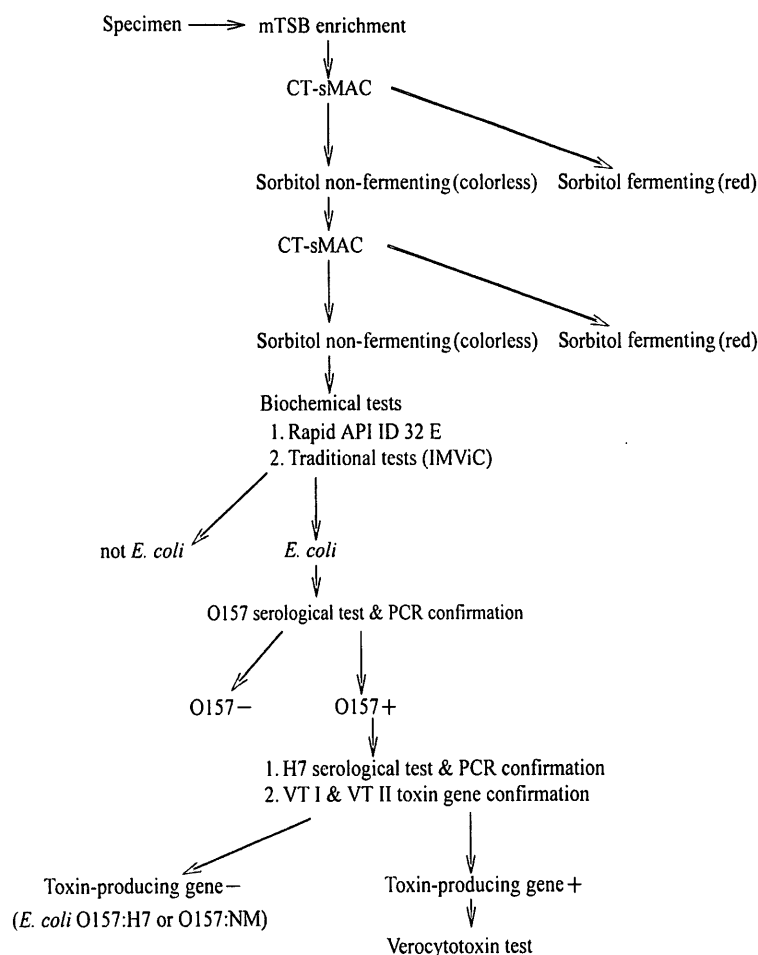 Specimen mTSB enrichment
CT-sMAC
Sorbitol non-fermenting (colorless) Sorbitol fermenting (red)
CT-sMAC
Sorbitol non-fermenting (colorless) Sorbitol fermenting (red)
Biochemical tests
1. Rapid API ID 32 E
2. Traditional tests (IMViC)
not E. coli E. coli
O157 serological test & PCR confirmation
O157− O157+
1. H7 serological test & PCR confirmation
2. VT I & VT II toxin gene confirmation
Toxin-producing gene− Toxin-producing gene+
(E. coli O157:H7 or O157:NM)
Verocytotoxin test